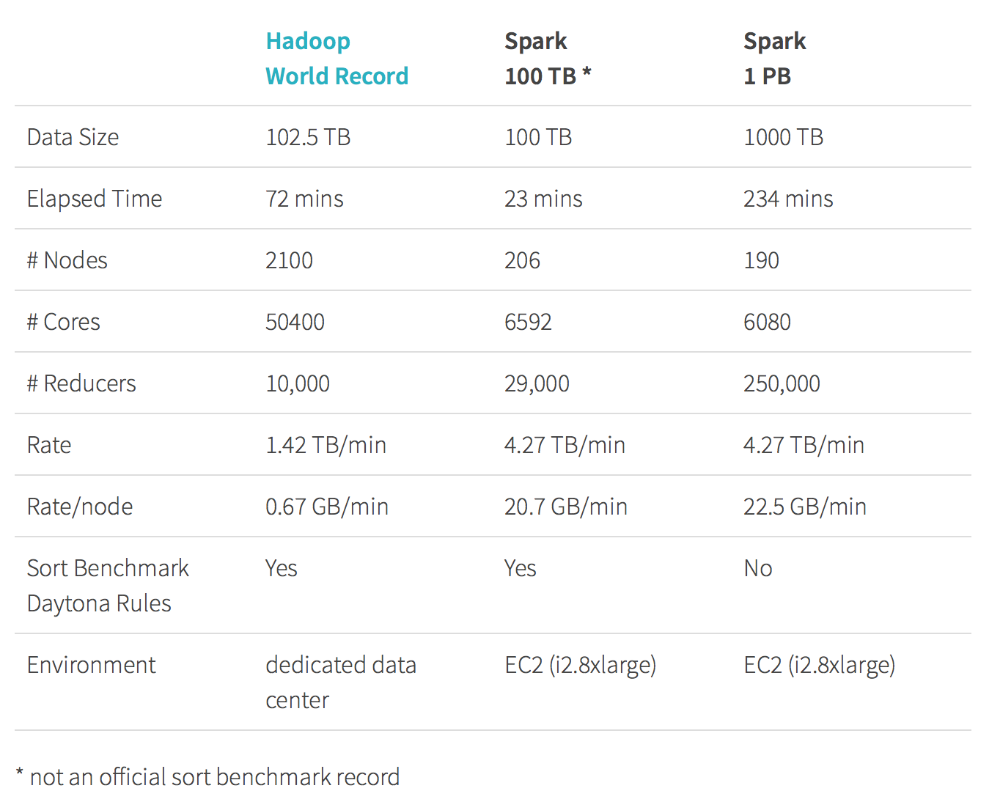 Hadoop Spark Spark
World Record 100 TB * 1 PB
Data Size 102.5 TB 100 TB 1000 TB
Elapsed Time 72 mins 23 mins 234 mins
# Nodes 2100 206 190
# Cores 50400 6592 6080
# Reducers 10,000 29,000 250,000
Rate 1.42 TB/min 4.27 TB/min 4.27 TB/min
Rate/node 0.67 GB/min 20.7 GB/min 22.5 GB/min
Sort Benchmark Yes Yes No
Daytona Rules
Environment dedicated data EC2 (i2.8xlarge) EC2 (i2.8xlarge)
center
* not an official sort benchmark record